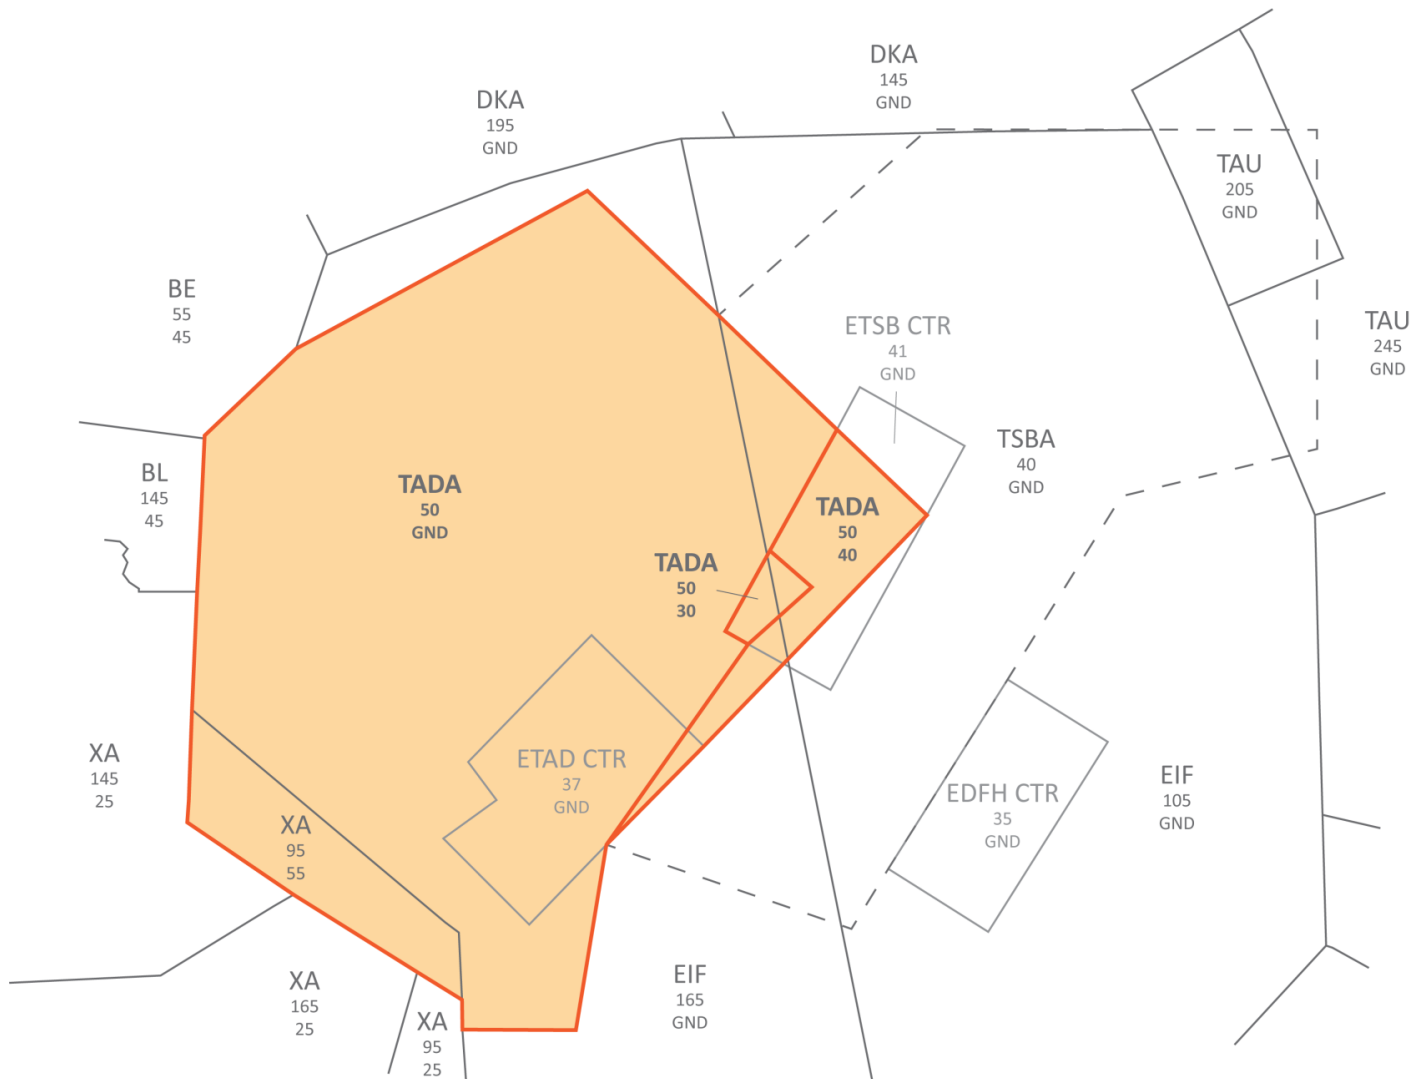 DKA
145
GND
DKA
195
GND
TAU
205
GND
BE
55
45
ETSB CTR
41
GND
TAU
245
GND
TSBA
40
GND
BL
145
45
TADA
50
GND
TADA
50
40
TADA
50
30
XA
145
25
ETAD CTR
37
GND
EDFH CTR
35
GND
EIF
105
GND
XA
95
55
XA
165
25
EIF
165
GND
XA
95
25